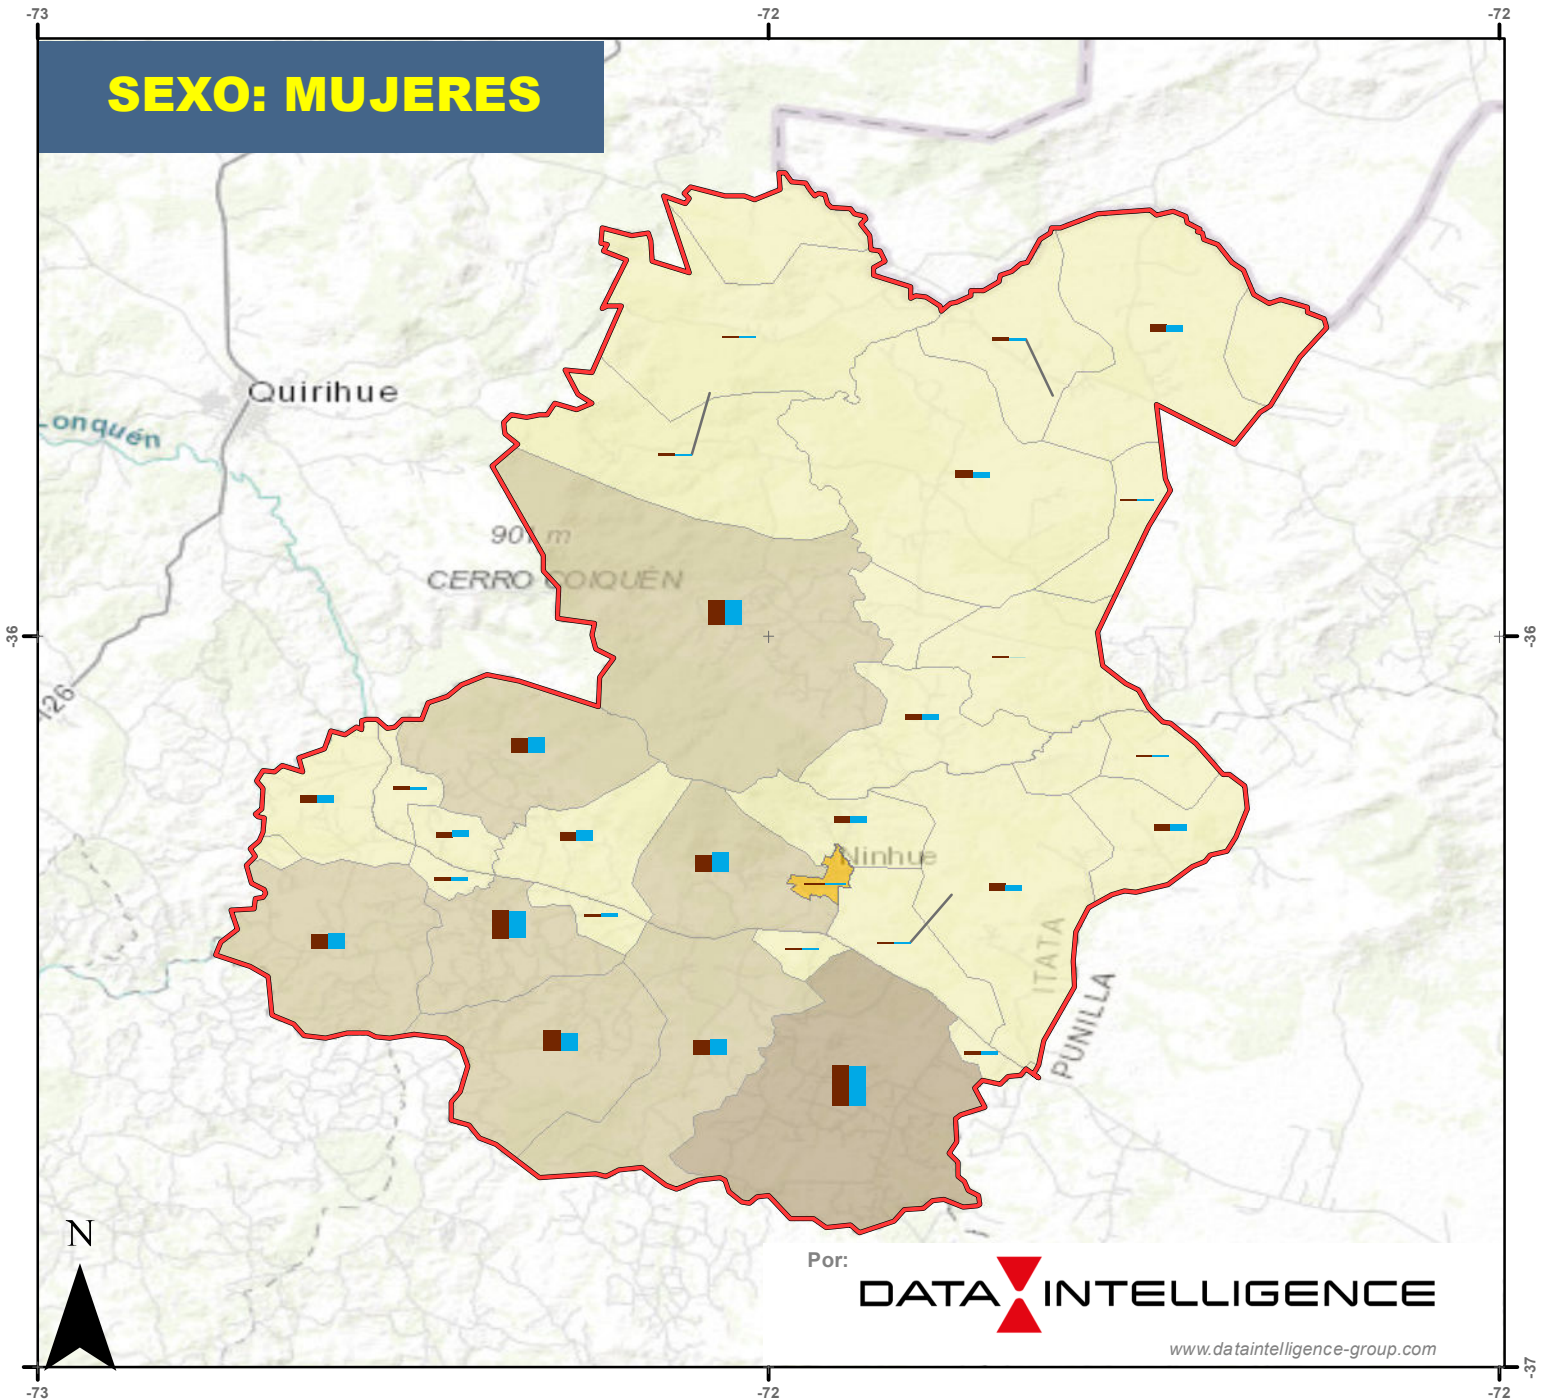 -73
-72
-72
SEXO: MUJERES
Quirihue
Lonquén
901 m
CERRO COIQUÉN
-36
-36
126
Ninhue
ITATA
PUNILLA
N
Por:
DATA INTELLIGENCE
www.dataintelligence-group.com
-37
-73
-72
-72